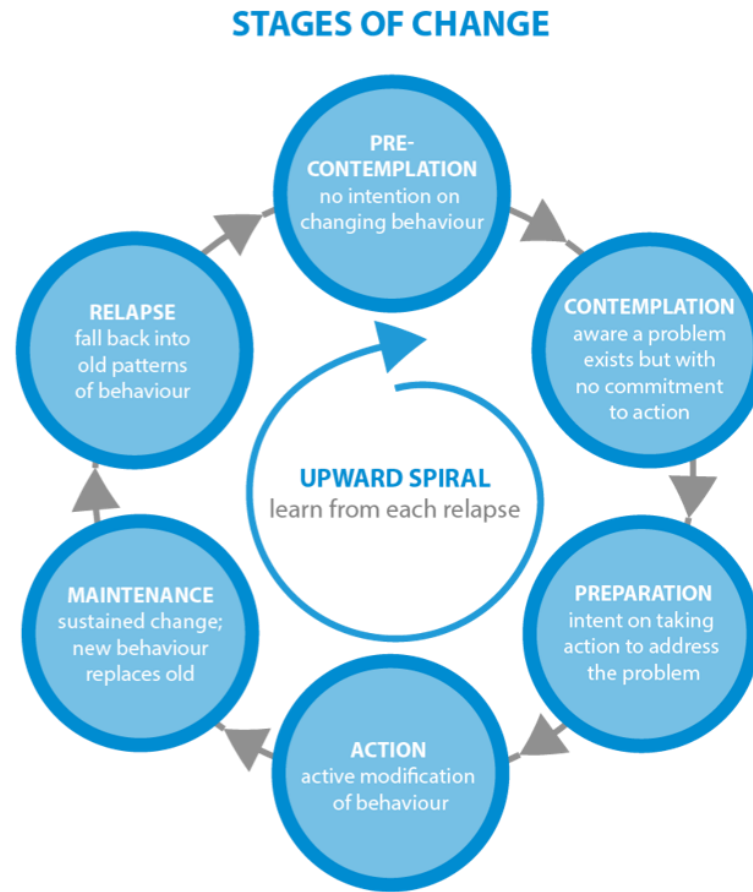 STAGES OF CHANGE
PRE-
CONTEMPLATION
no intention on
changing behaviour
CONTEMPLATION
aware a problem
exists but with
no commitment
to action
PREPARATION
intent on taking
action to address
the problem
ACTION
active modification
of behaviour
MAINTENANCE
sustained change;
new behaviour
replaces old
RELAPSE
fall back into
old patterns
of behaviour
UPWARD SPIRAL
learn from each relapse